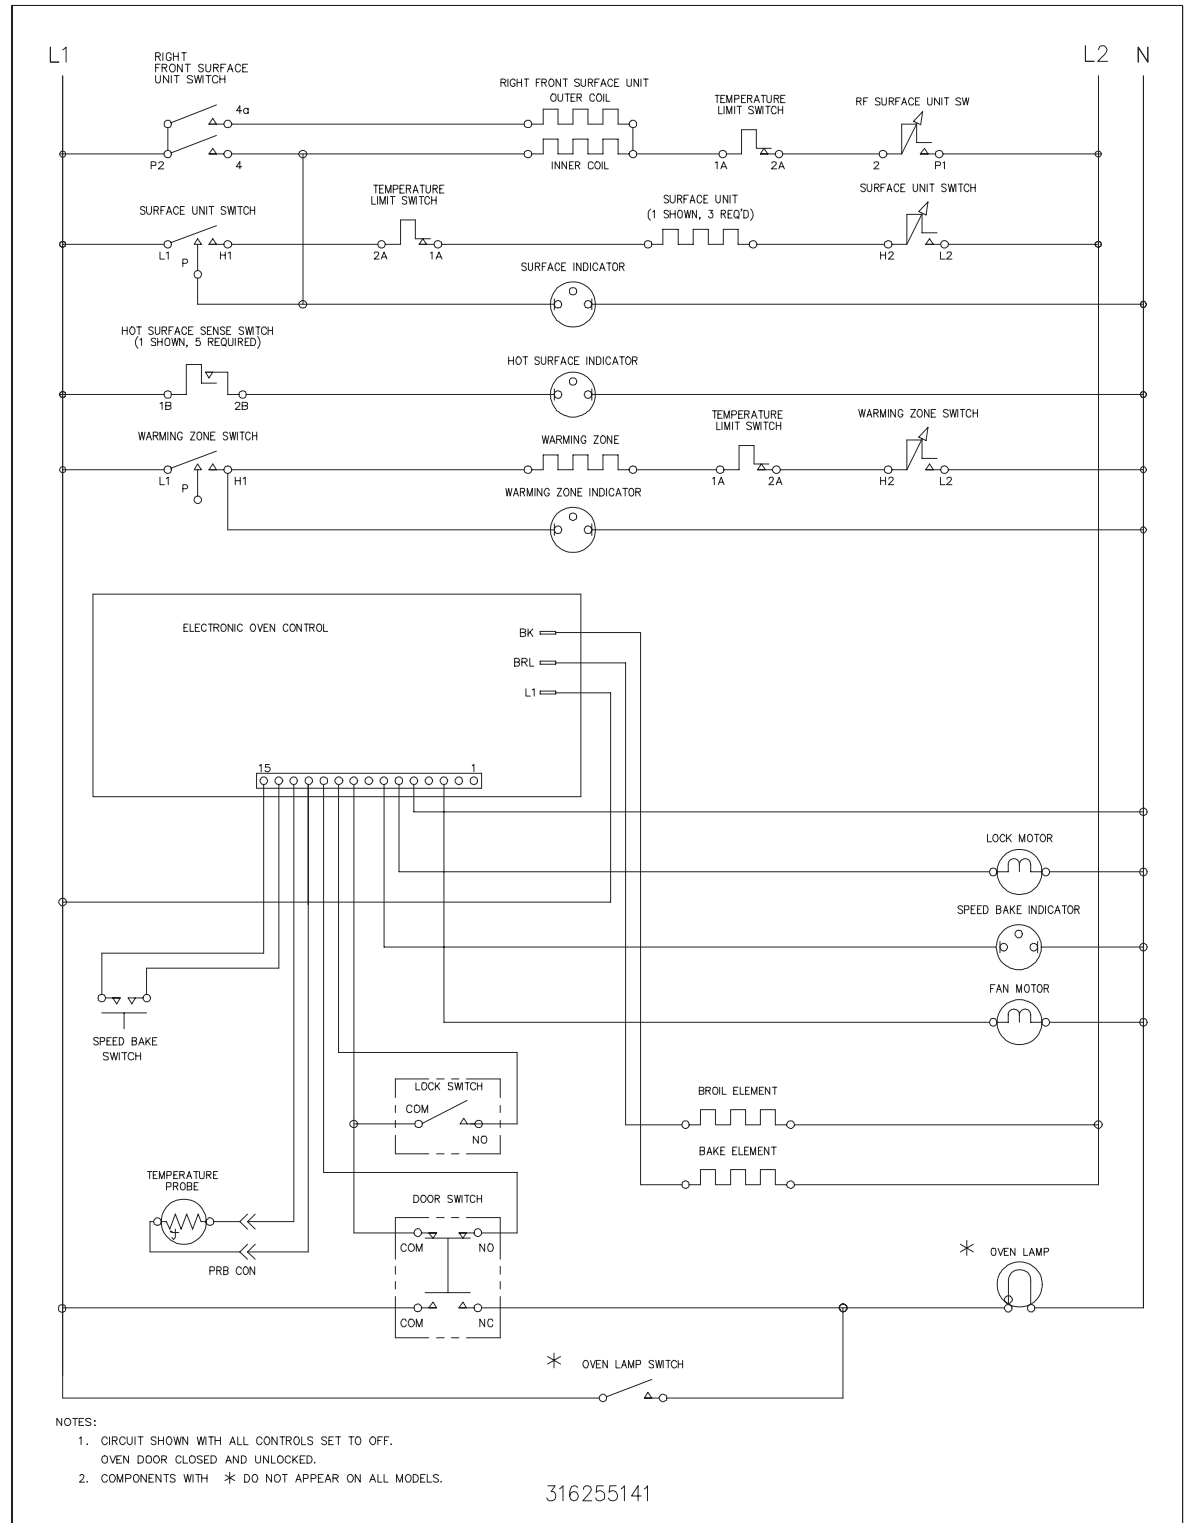 L1
L2 N
RIGHT
FRONT SURFACE
UNIT SWITCH
4a
P2
4
RIGHT FRONT SURFACE UNIT
OUTER COIL
INNER COIL
TEMPERATURE
LIMIT SWITCH
1A
2A
RF SURFACE UNIT SW
2
P1
SURFACE UNIT SWITCH
L1
P
H1
TEMPERATURE
LIMIT SWITCH
2A
1A
SURFACE UNIT
(1 SHOWN, 3 REQ'D)
SURFACE UNIT SWITCH
H2
L2
SURFACE INDICATOR
HOT SURFACE SENSE SWITCH
(1 SHOWN, 5 REQUIRED)
1B
2B
HOT SURFACE INDICATOR
WARMING ZONE SWITCH
L1
P
H1
WARMING ZONE
TEMPERATURE
LIMIT SWITCH
1A
2A
WARMING ZONE SWITCH
H2
L2
WARMING ZONE INDICATOR
ELECTRONIC OVEN CONTROL
BK
BRL
L1
15
1
LOCK MOTOR
SPEED BAKE INDICATOR
FAN MOTOR
SPEED BAKE
SWITCH
LOCK SWITCH
COM
NO
BROIL ELEMENT
BAKE ELEMENT
TEMPERATURE
PROBE
PRB CON
DOOR SWITCH
COM
NO
COM
NC
* OVEN LAMP
* OVEN LAMP SWITCH
NOTES:
1. CIRCUIT SHOWN WITH ALL CONTROLS SET TO OFF.
OVEN DOOR CLOSED AND UNLOCKED.
2. COMPONENTS WITH * DO NOT APPEAR ON ALL MODELS.
316255141